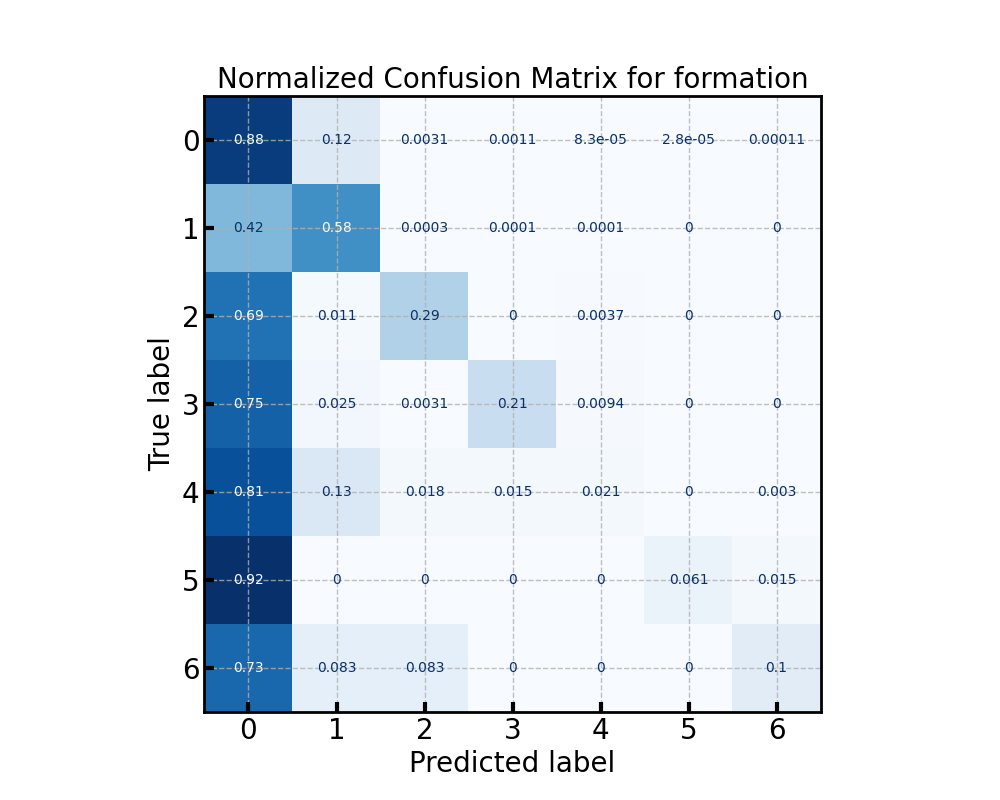 Normalized Confusion Matrix for formation
0 0.88 0.12 0.0031 0.0011 8.3e-05 2.8e-05 0.00011
1 0.42 0.58 0.0003 0.0001 0.0001 0 0
2 0.69 0.011 0.29 0 0.0037 0 0
True label
3 0.75 0.025 0.0031 0.21 0.0094 0 0
4 0.81 0.13 0.018 0.015 0.021 0 0.003
5 0.92 0 0 0 0 0.061 0.015
6 0.73 0.083 0.083 0 0 0 0.1
0 1 2 3 4 5 6
Predicted label